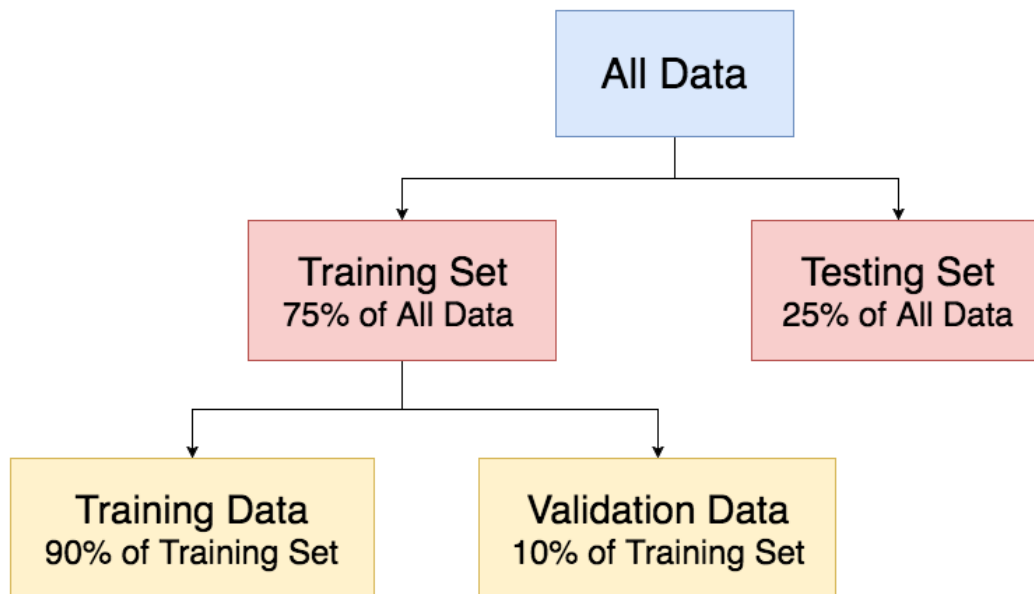 All Data
Training Set
75% of All Data
Testing Set
25% of All Data
Training Data
90% of Training Set
Validation Data
10% of Training Set